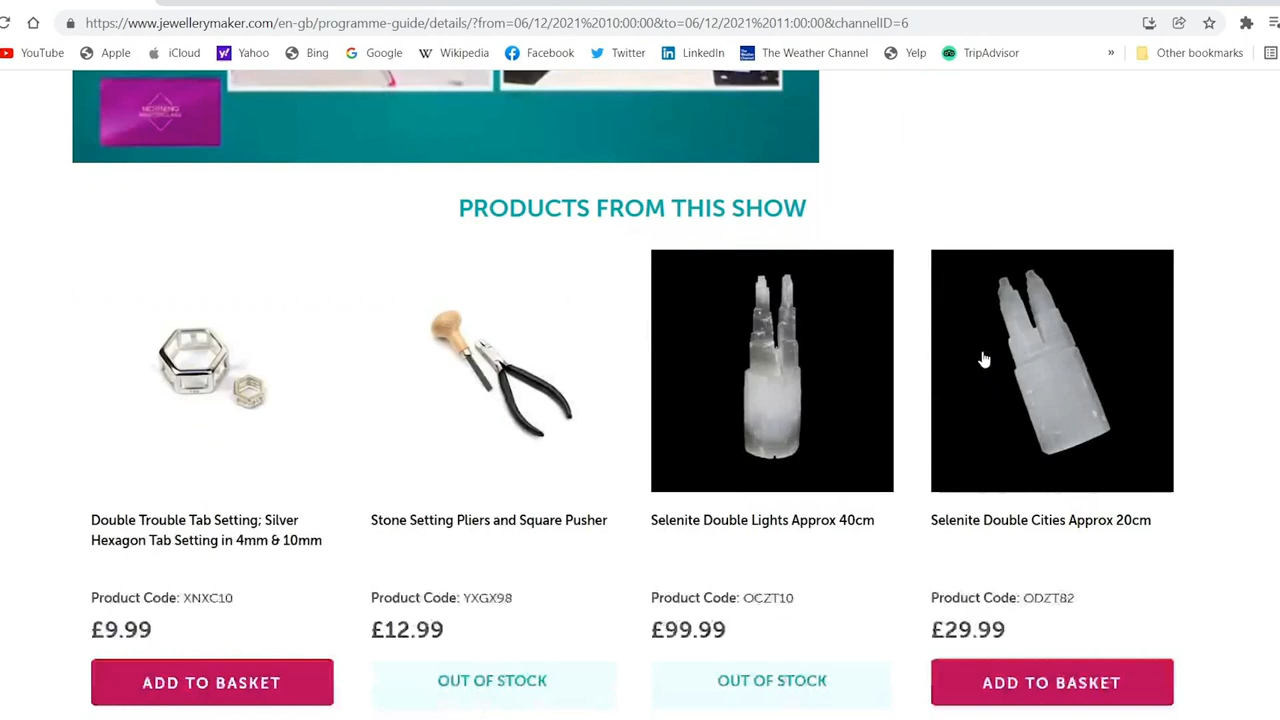 https://www.jewellerymaker.com/en-gb/programme-guide/details/?from=06/12/2021%2010:00:00&to=06/12/2021%2011:00:00&channelID=6
YouTube Apple iCloud Yahoo Bing Google Wikipedia Facebook Twitter LinkedIn The Weather Channel Yelp TripAdvisor » Other bookmarks
MORNING
MASTERCLASS
PRODUCTS FROM THIS SHOW
Double Trouble Tab Setting; Silver
Hexagon Tab Setting in 4mm & 10mm
Stone Setting Pliers and Square Pusher
Selenite Double Lights Approx 40cm
Selenite Double Cities Approx 20cm
Product Code: XNXC10
Product Code: YXGX98
Product Code: OCZT10
Product Code: ODZT82
£9.99
£12.99
£99.99
£29.99
ADD TO BASKET
OUT OF STOCK
OUT OF STOCK
ADD TO BASKET